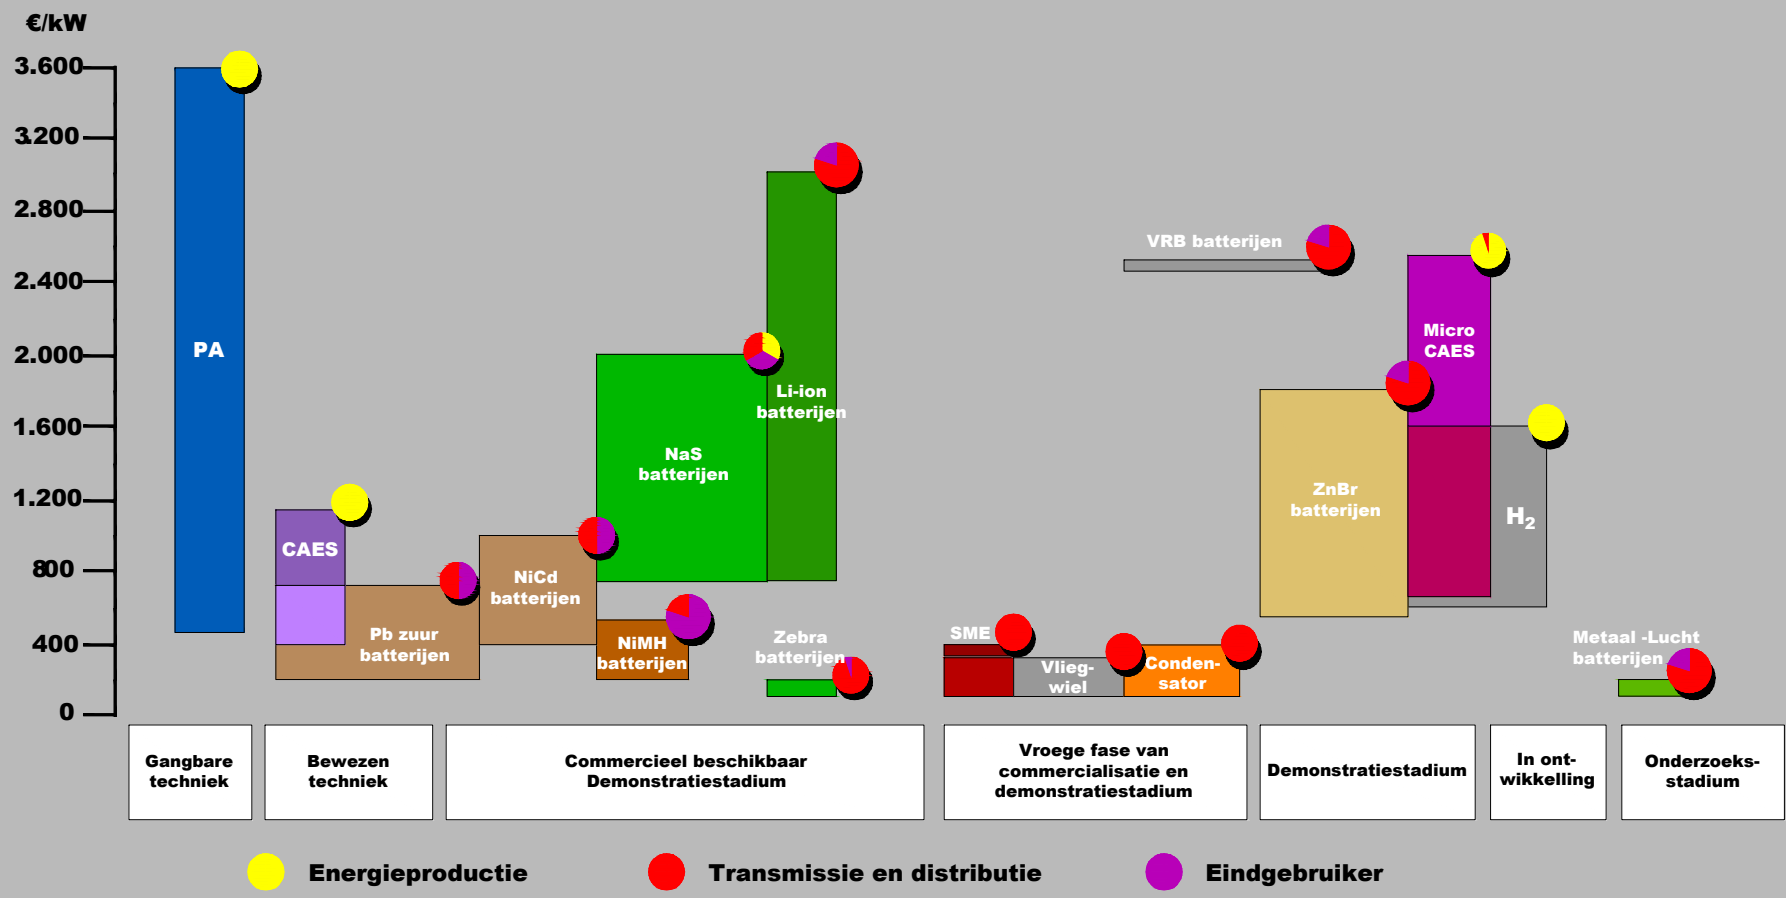 €/kW
3.600
3.200
2.800
2.400
2.000
1.600
1.200
800
400
0
PA
CAES
Pb zuur
batterijen
NiCd
batterijen
NaS
batterijen
NiMH
batterijen
Li-ion
batterijen
Zebra
batterijen
SME
Vlieg-
wiel
Conden-
sator
VRB batterijen
ZnBr
batterijen
Micro
CAES
H₂
Metaal -Lucht
batterijen
Gangbare
techniek
Bewezen
techniek
Commercieel beschikbaar
Demonstratiestadium
Vroege fase van
commercialisatie en
demonstratiestadium
Demonstratiestadium
In ont-
wikkelling
Onderzoeks-
stadium
Energieproductie
Transmissie en distributie
Eindgebruiker